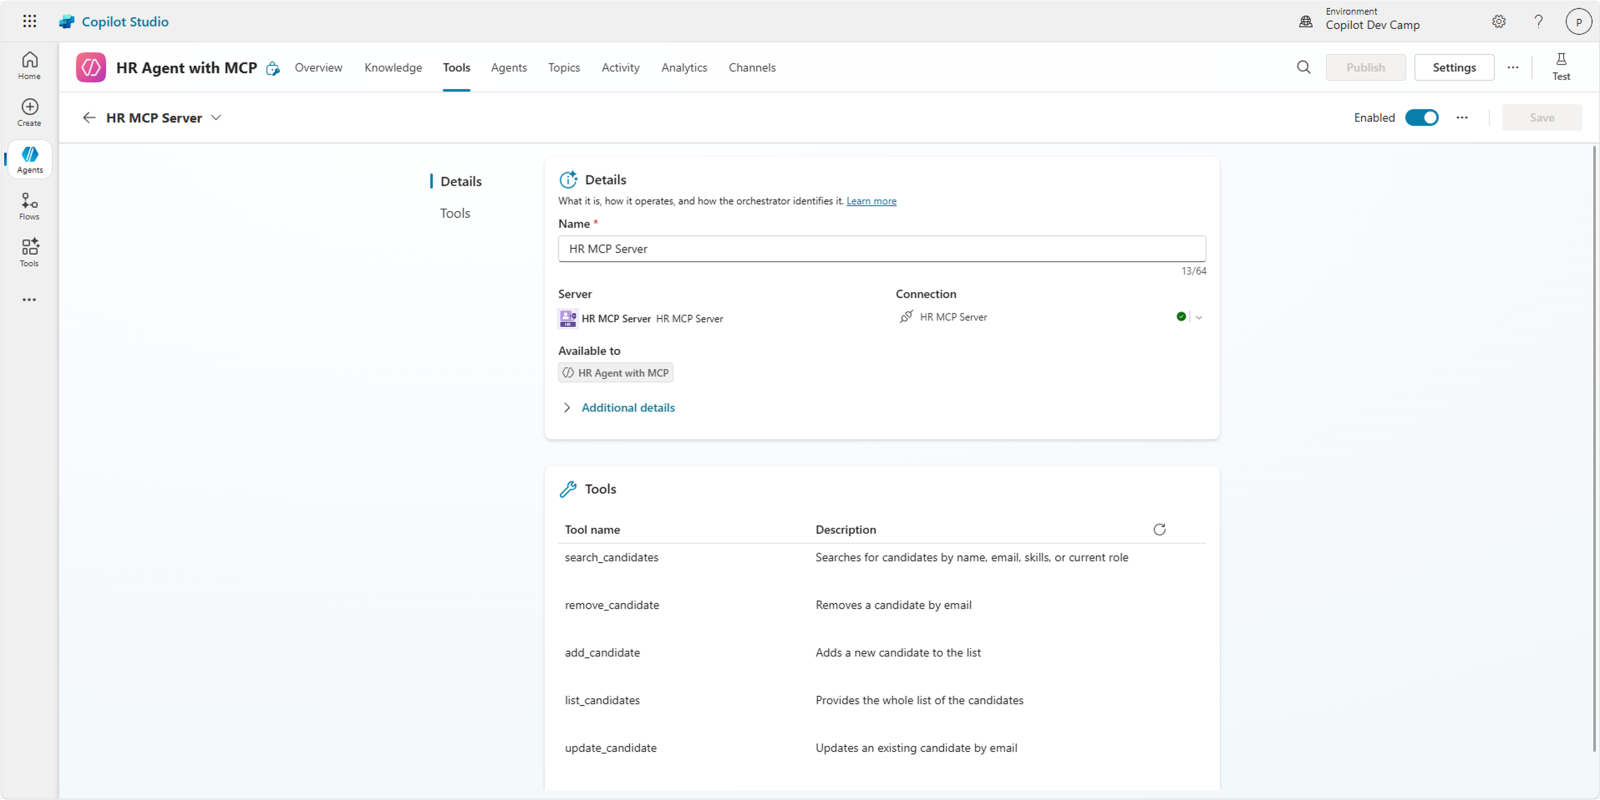 Copilot Studio
Environment
Copilot Dev Camp
P
Home
Create
Agents
Flows
Tools
HR Agent with MCP
Overview
Knowledge
Tools
Agents
Topics
Activity
Analytics
Channels
Publish
Settings
Test
HR MCP Server
Enabled
Save
Details
Tools
Details
What it is, how it operates, and how the orchestrator identifies it. Learn more
Name *
HR MCP Server
13/64
Server
HR
HR MCP Server HR MCP Server
Connection
HR MCP Server
Available to
HR Agent with MCP
Additional details
Tools
Tool name Description
search_candidates Searches for candidates by name, email, skills, or current role
remove_candidate Removes a candidate by email
add_candidate Adds a new candidate to the list
list_candidates Provides the whole list of the candidates
update_candidate Updates an existing candidate by email